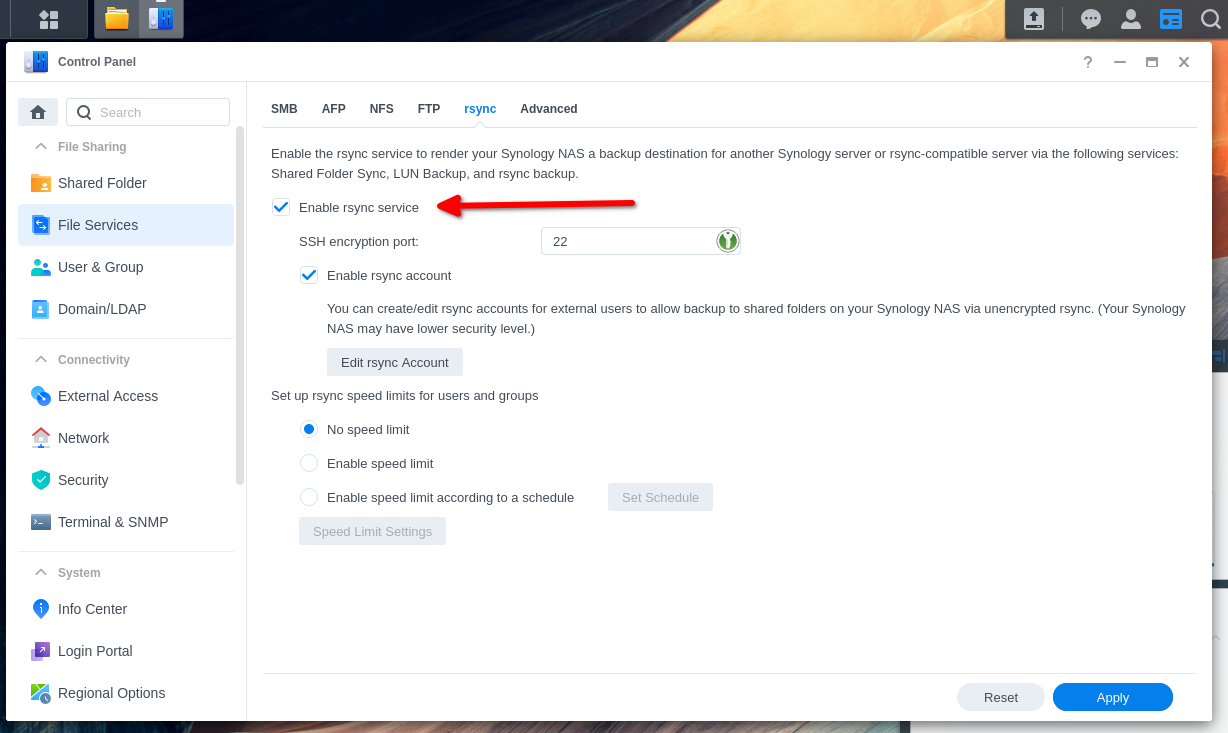 Control Panel
?
Search
File Sharing
Shared Folder
File Services
User & Group
Domain/LDAP
Connectivity
External Access
Network
Security
Terminal & SNMP
System
Info Center
Login Portal
Regional Options
SMB AFP NFS FTP rsync Advanced
Enable the rsync service to render your Synology NAS a backup destination for another Synology server or rsync-compatible server via the following services:
Shared Folder Sync, LUN Backup, and rsync backup.
Enable rsync service
SSH encryption port: 22
Enable rsync account
You can create/edit rsync accounts for external users to allow backup to shared folders on your Synology NAS via unencrypted rsync. (Your Synology
NAS may have lower security level.)
Edit rsync Account
Set up rsync speed limits for users and groups
No speed limit
Enable speed limit
Enable speed limit according to a schedule Set Schedule
Speed Limit Settings
Reset Apply